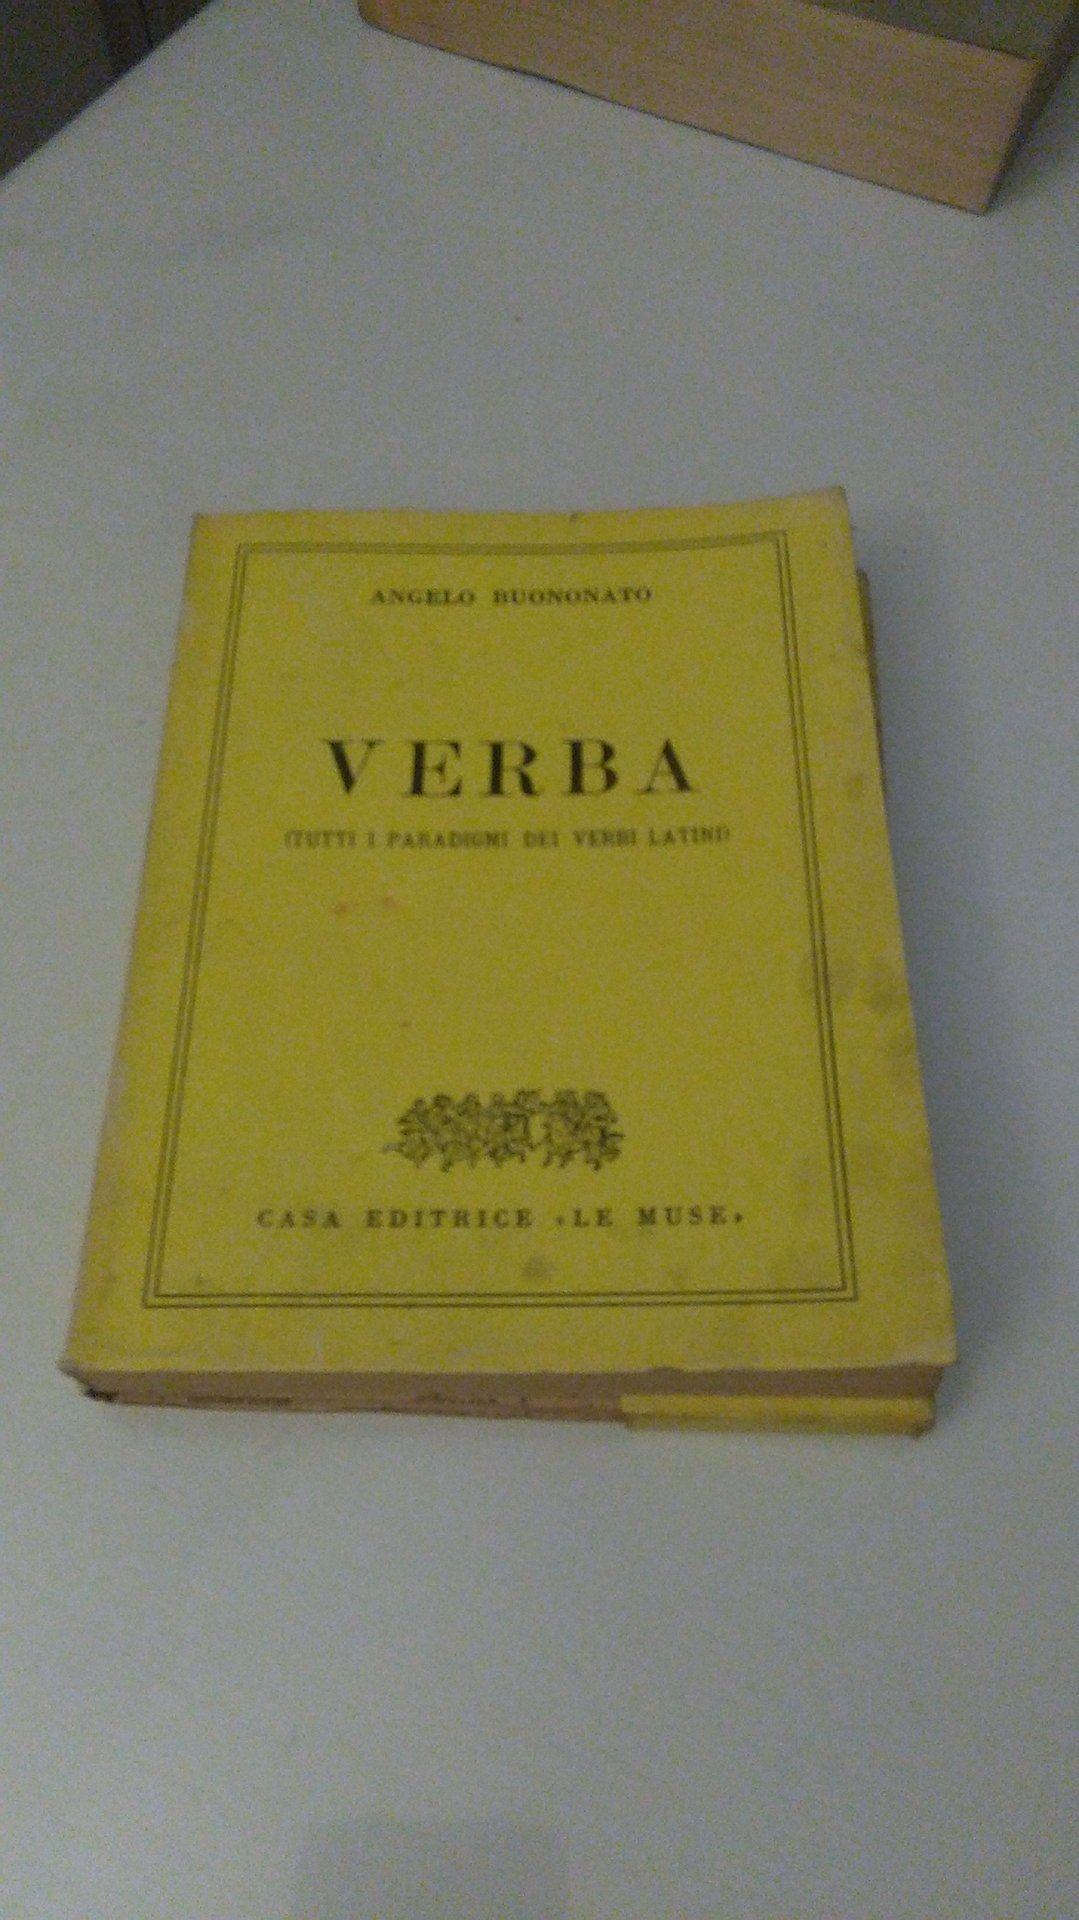 ANGELO BUONONATO
VERBA
(TUTTI I PARADIGMI DEI VERBI LATINI)
CASA EDITRICE «LE MUSE»